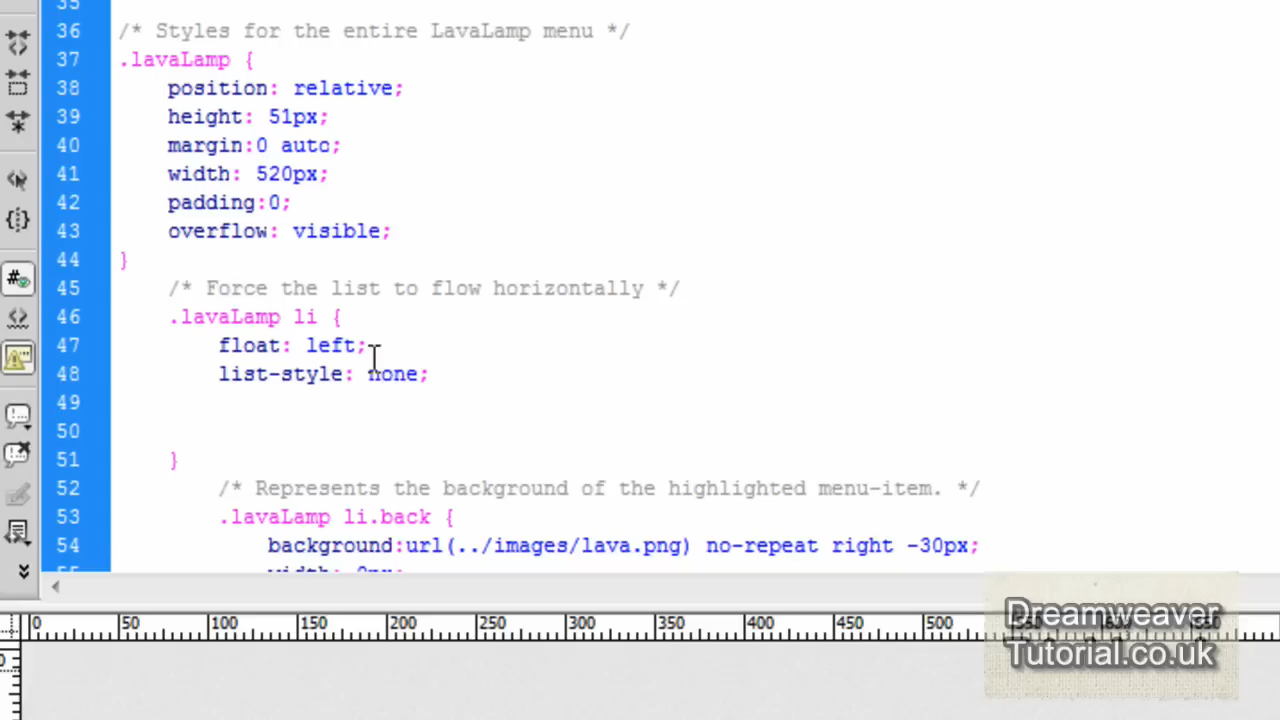 35
36 /* Styles for the entire LavaLamp menu */
37 .lavaLamp {
38 position: relative;
39 height: 51px;
40 margin:0 auto;
41 width: 520px;
42 padding:0;
43 overflow: visible;
44 }
45 /* Force the list to flow horizontally */
46 .lavaLamp li {
47 float: left;
48 list-style: none;
49
50
51 }
52 /* Represents the background of the highlighted menu-item. */
53 .lavaLamp li.back {
54 background:url(../images/lava.png) no-repeat right -30px;
0 50 100 150 200 250 300 350 400 450 500
Dreamweaver
Tutorial.co.uk